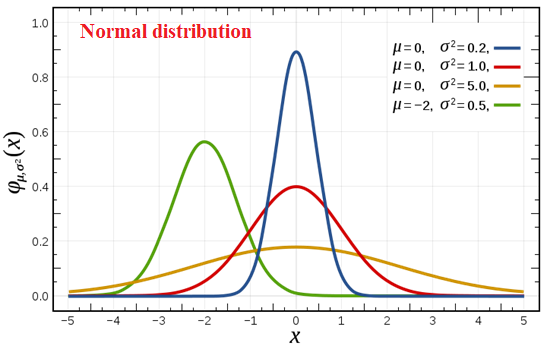 Normal distribution
μ=0, σ²=0.2,
μ=0, σ²=1.0,
μ=0, σ²=5.0,
μ=−2, σ²=0.5,
φμ,σ²(x)
1.0
0.8
0.6
0.4
0.2
0.0
−5 −4 −3 −2 −1 0 1 2 3 4 5
x